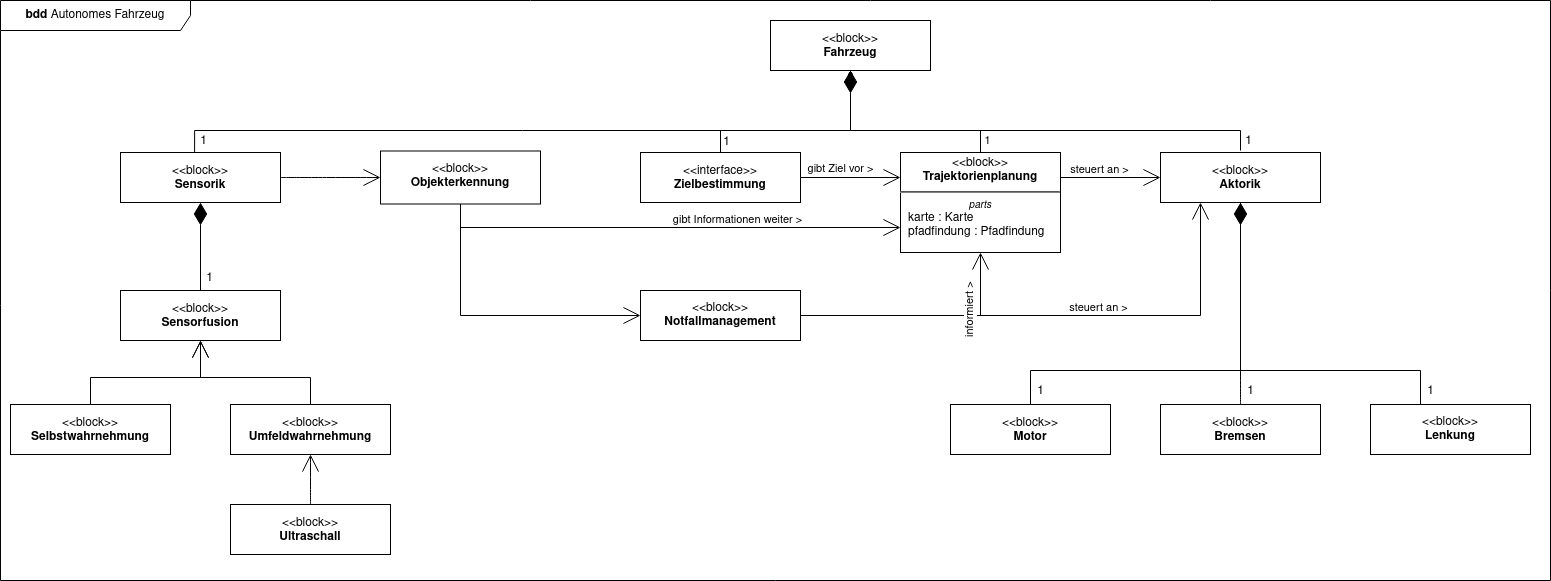 bdd Autonomes Fahrzeug
<<block>>
Fahrzeug
1
1
1
1
<<block>>
Sensorik
<<block>>
Objekterkennung
<<interface>>
Zielbestimmung
gibt Ziel vor >
<<block>>
Trajektorienplanung
parts
karte : Karte
pfadfindung : Pfadfindung
steuert an >
<<block>>
Aktorik
gibt Informationen weiter >
1
<<block>>
Sensorfusion
<<block>>
Notfallmanagement
informiert >
steuert an >
1
1
1
<<block>>
Selbstwahrnehmung
<<block>>
Umfeldwahrnehmung
<<block>>
Motor
<<block>>
Bremsen
<<block>>
Lenkung
<<block>>
Ultraschall